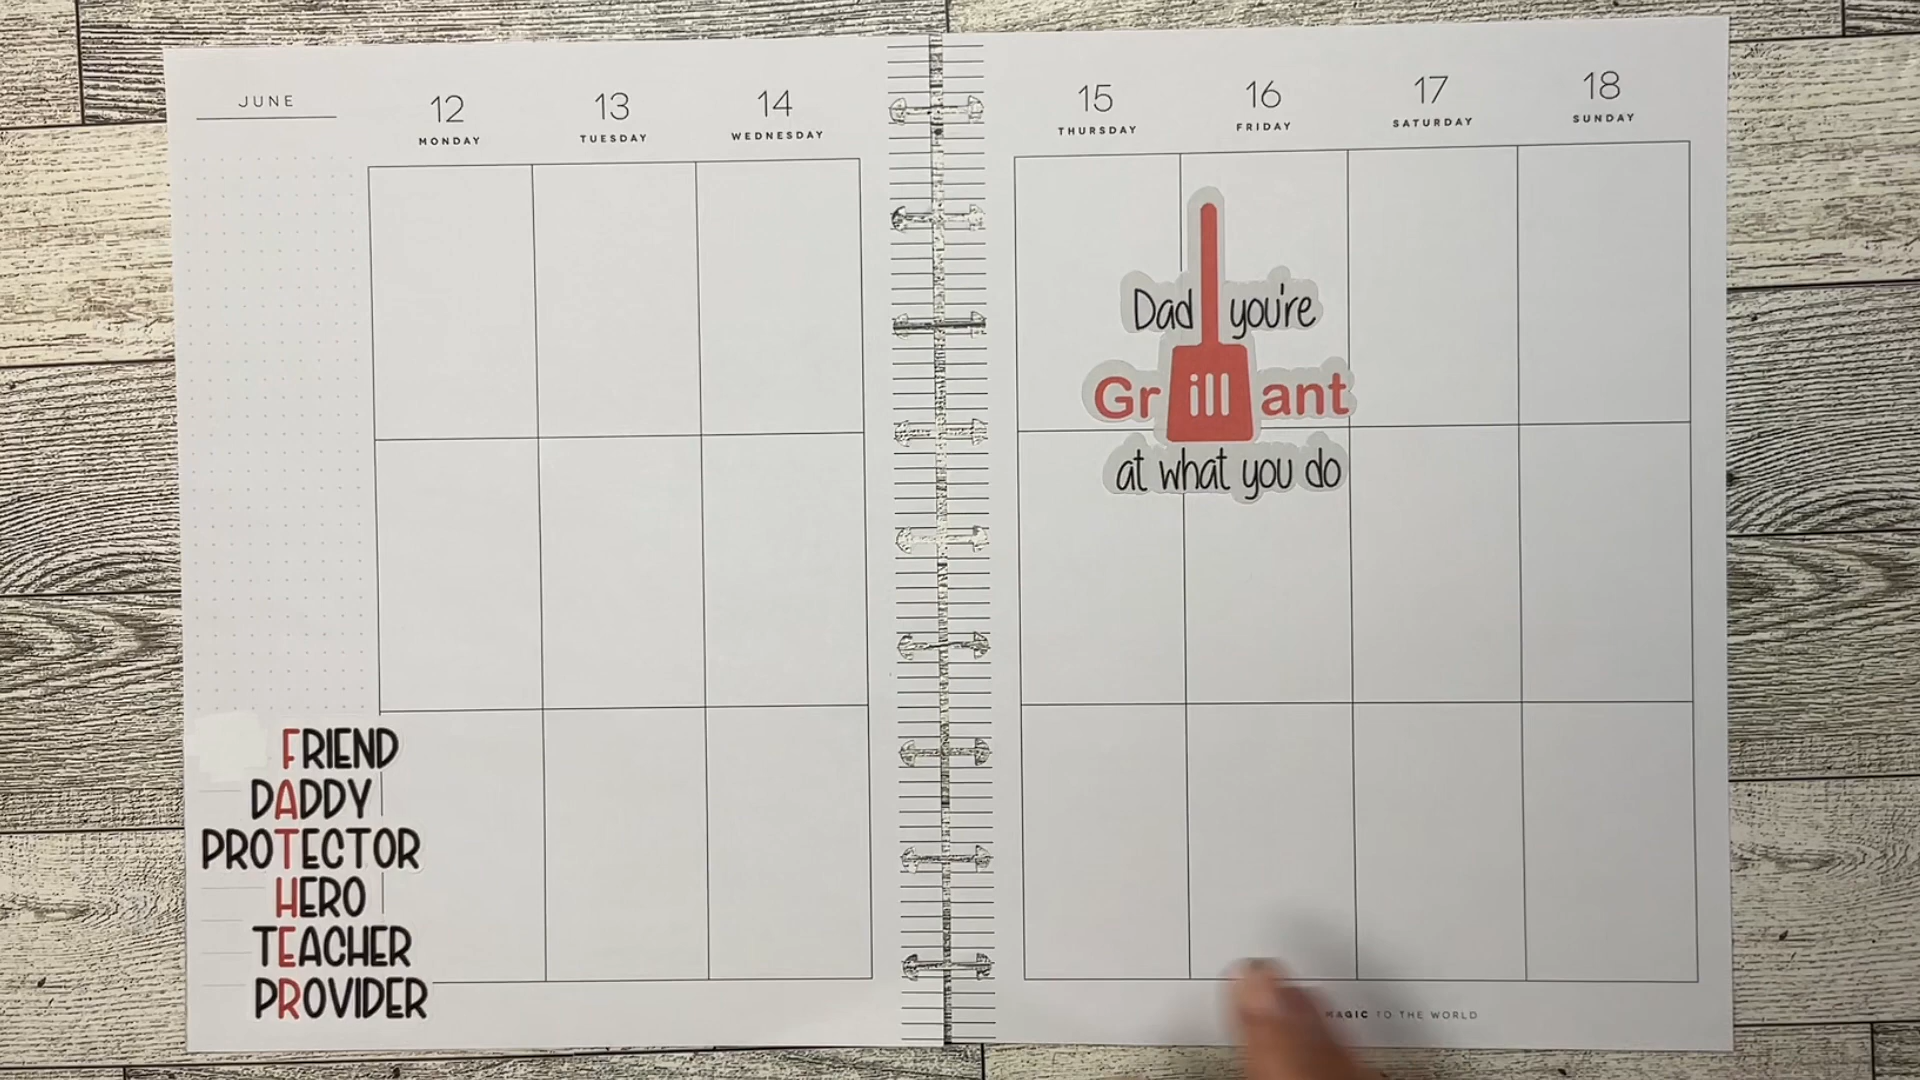 JUNE
12
MONDAY
13
TUESDAY
14
WEDNESDAY
15
THURSDAY
16
FRIDAY
17
SATURDAY
18
SUNDAY
Dad you're
Grillant
at what you do
FRIEND
DADDY
PROTECTOR
HERO
TEACHER
PROVIDER
MAGIC TO THE WORLD